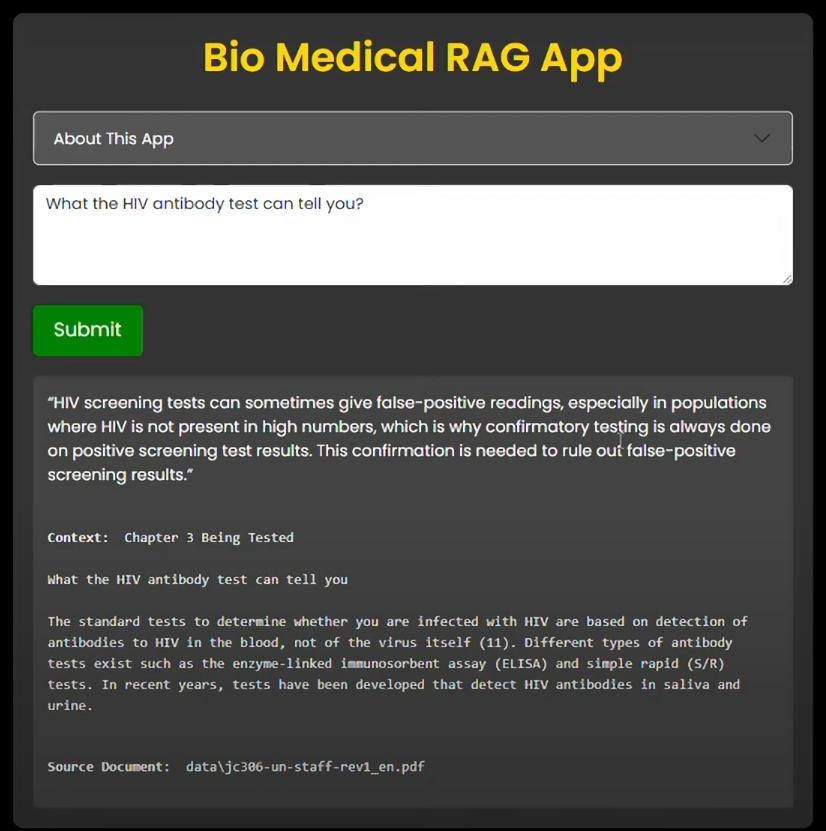 Bio Medical RAG App
About This App
What the HIV antibody test can tell you?
Submit
“HIV screening tests can sometimes give false-positive readings, especially in populations
where HIV is not present in high numbers, which is why confirmatory testing is always done
on positive screening test results. This confirmation is needed to rule out false-positive
screening results.”
Context: Chapter 3 Being Tested
What the HIV antibody test can tell you
The standard tests to determine whether you are infected with HIV are based on detection of
antibodies to HIV in the blood, not of the virus itself (11). Different types of antibody
tests exist such as the enzyme-linked immunosorbent assay (ELISA) and simple rapid (S/R)
tests. In recent years, tests have been developed that detect HIV antibodies in saliva and
urine.
Source Document: data\jc306-un-staff-rev1_en.pdf